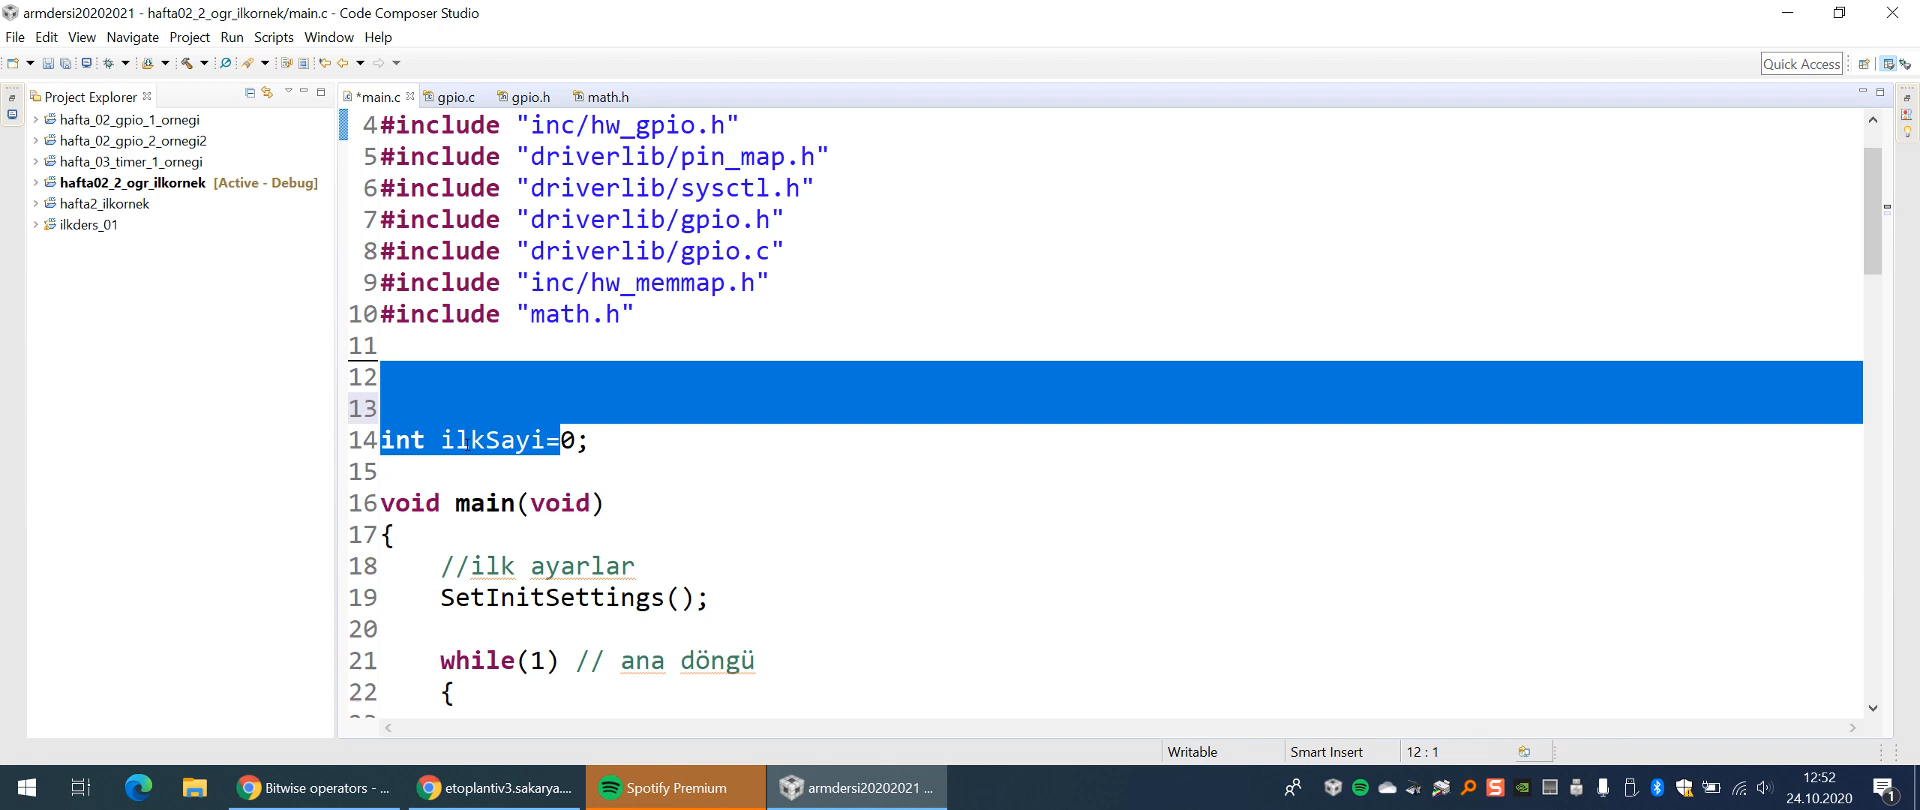 armdersi20202021 - hafta02_2_ogr_ilkornek/main.c - Code Composer Studio
File Edit View Navigate Project Run Scripts Window Help
Quick Access
Project Explorer
hafta_02_gpio_1_ornegi
hafta_02_gpio_2_ornegi2
hafta_03_timer_1_ornegi
hafta02_2_ogr_ilkornek [Active - Debug]
hafta2_ilkornek
ilkders_01
*main.c gpio.c gpio.h math.h
4 #include "inc/hw_gpio.h"
5 #include "driverlib/pin_map.h"
6 #include "driverlib/sysctl.h"
7 #include "driverlib/gpio.h"
8 #include "driverlib/gpio.c"
9 #include "inc/hw_memmap.h"
10 #include "math.h"
11
12
13
14 int ilkSayi=0;
15
16 void main(void)
17 {
18 //ilk ayarlar
19 SetInitSettings();
20
21 while(1) // ana döngü
22 {
Writable Smart Insert 12 : 1
Bitwise operators - ... etoplantiv3.sakarya.... Spotify Premium armdersi20202021 ...
12:52
24.10.2020
1